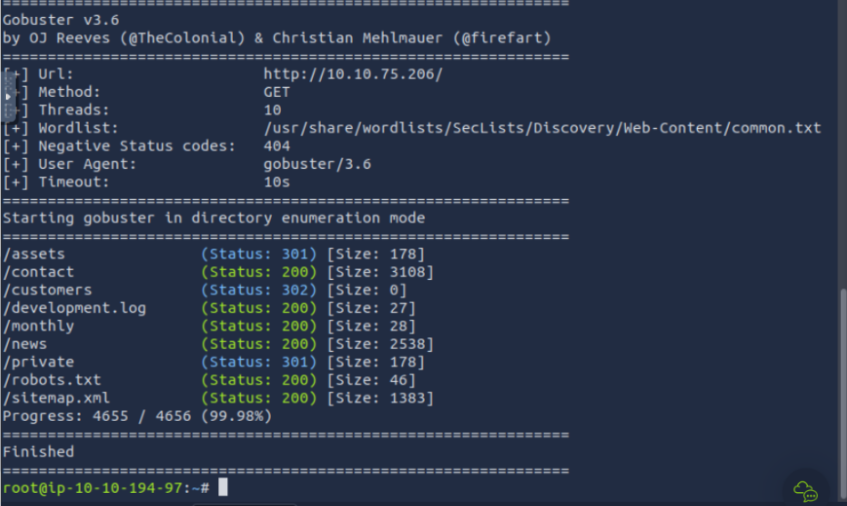 ===============================================================
Gobuster v3.6
by OJ Reeves (@TheColonial) & Christian Mehlmauer (@firefart)
===============================================================
[+] Url:                     http://10.10.75.206/
[+] Method:                  GET
[+] Threads:                 10
[+] Wordlist:                /usr/share/wordlists/SecLists/Discovery/Web-Content/common.txt
[+] Negative Status codes:   404
[+] User Agent:              gobuster/3.6
[+] Timeout:                 10s
===============================================================
Starting gobuster in directory enumeration mode
===============================================================
/assets               (Status: 301) [Size: 178]
/contact              (Status: 200) [Size: 3108]
/customers            (Status: 302) [Size: 0]
/development.log      (Status: 200) [Size: 27]
/monthly              (Status: 200) [Size: 28]
/news                 (Status: 200) [Size: 2538]
/private              (Status: 301) [Size: 178]
/robots.txt           (Status: 200) [Size: 46]
/sitemap.xml          (Status: 200) [Size: 1383]
Progress: 4655 / 4656 (99.98%)
===============================================================
Finished
===============================================================
root@ip-10-10-194-97:~#